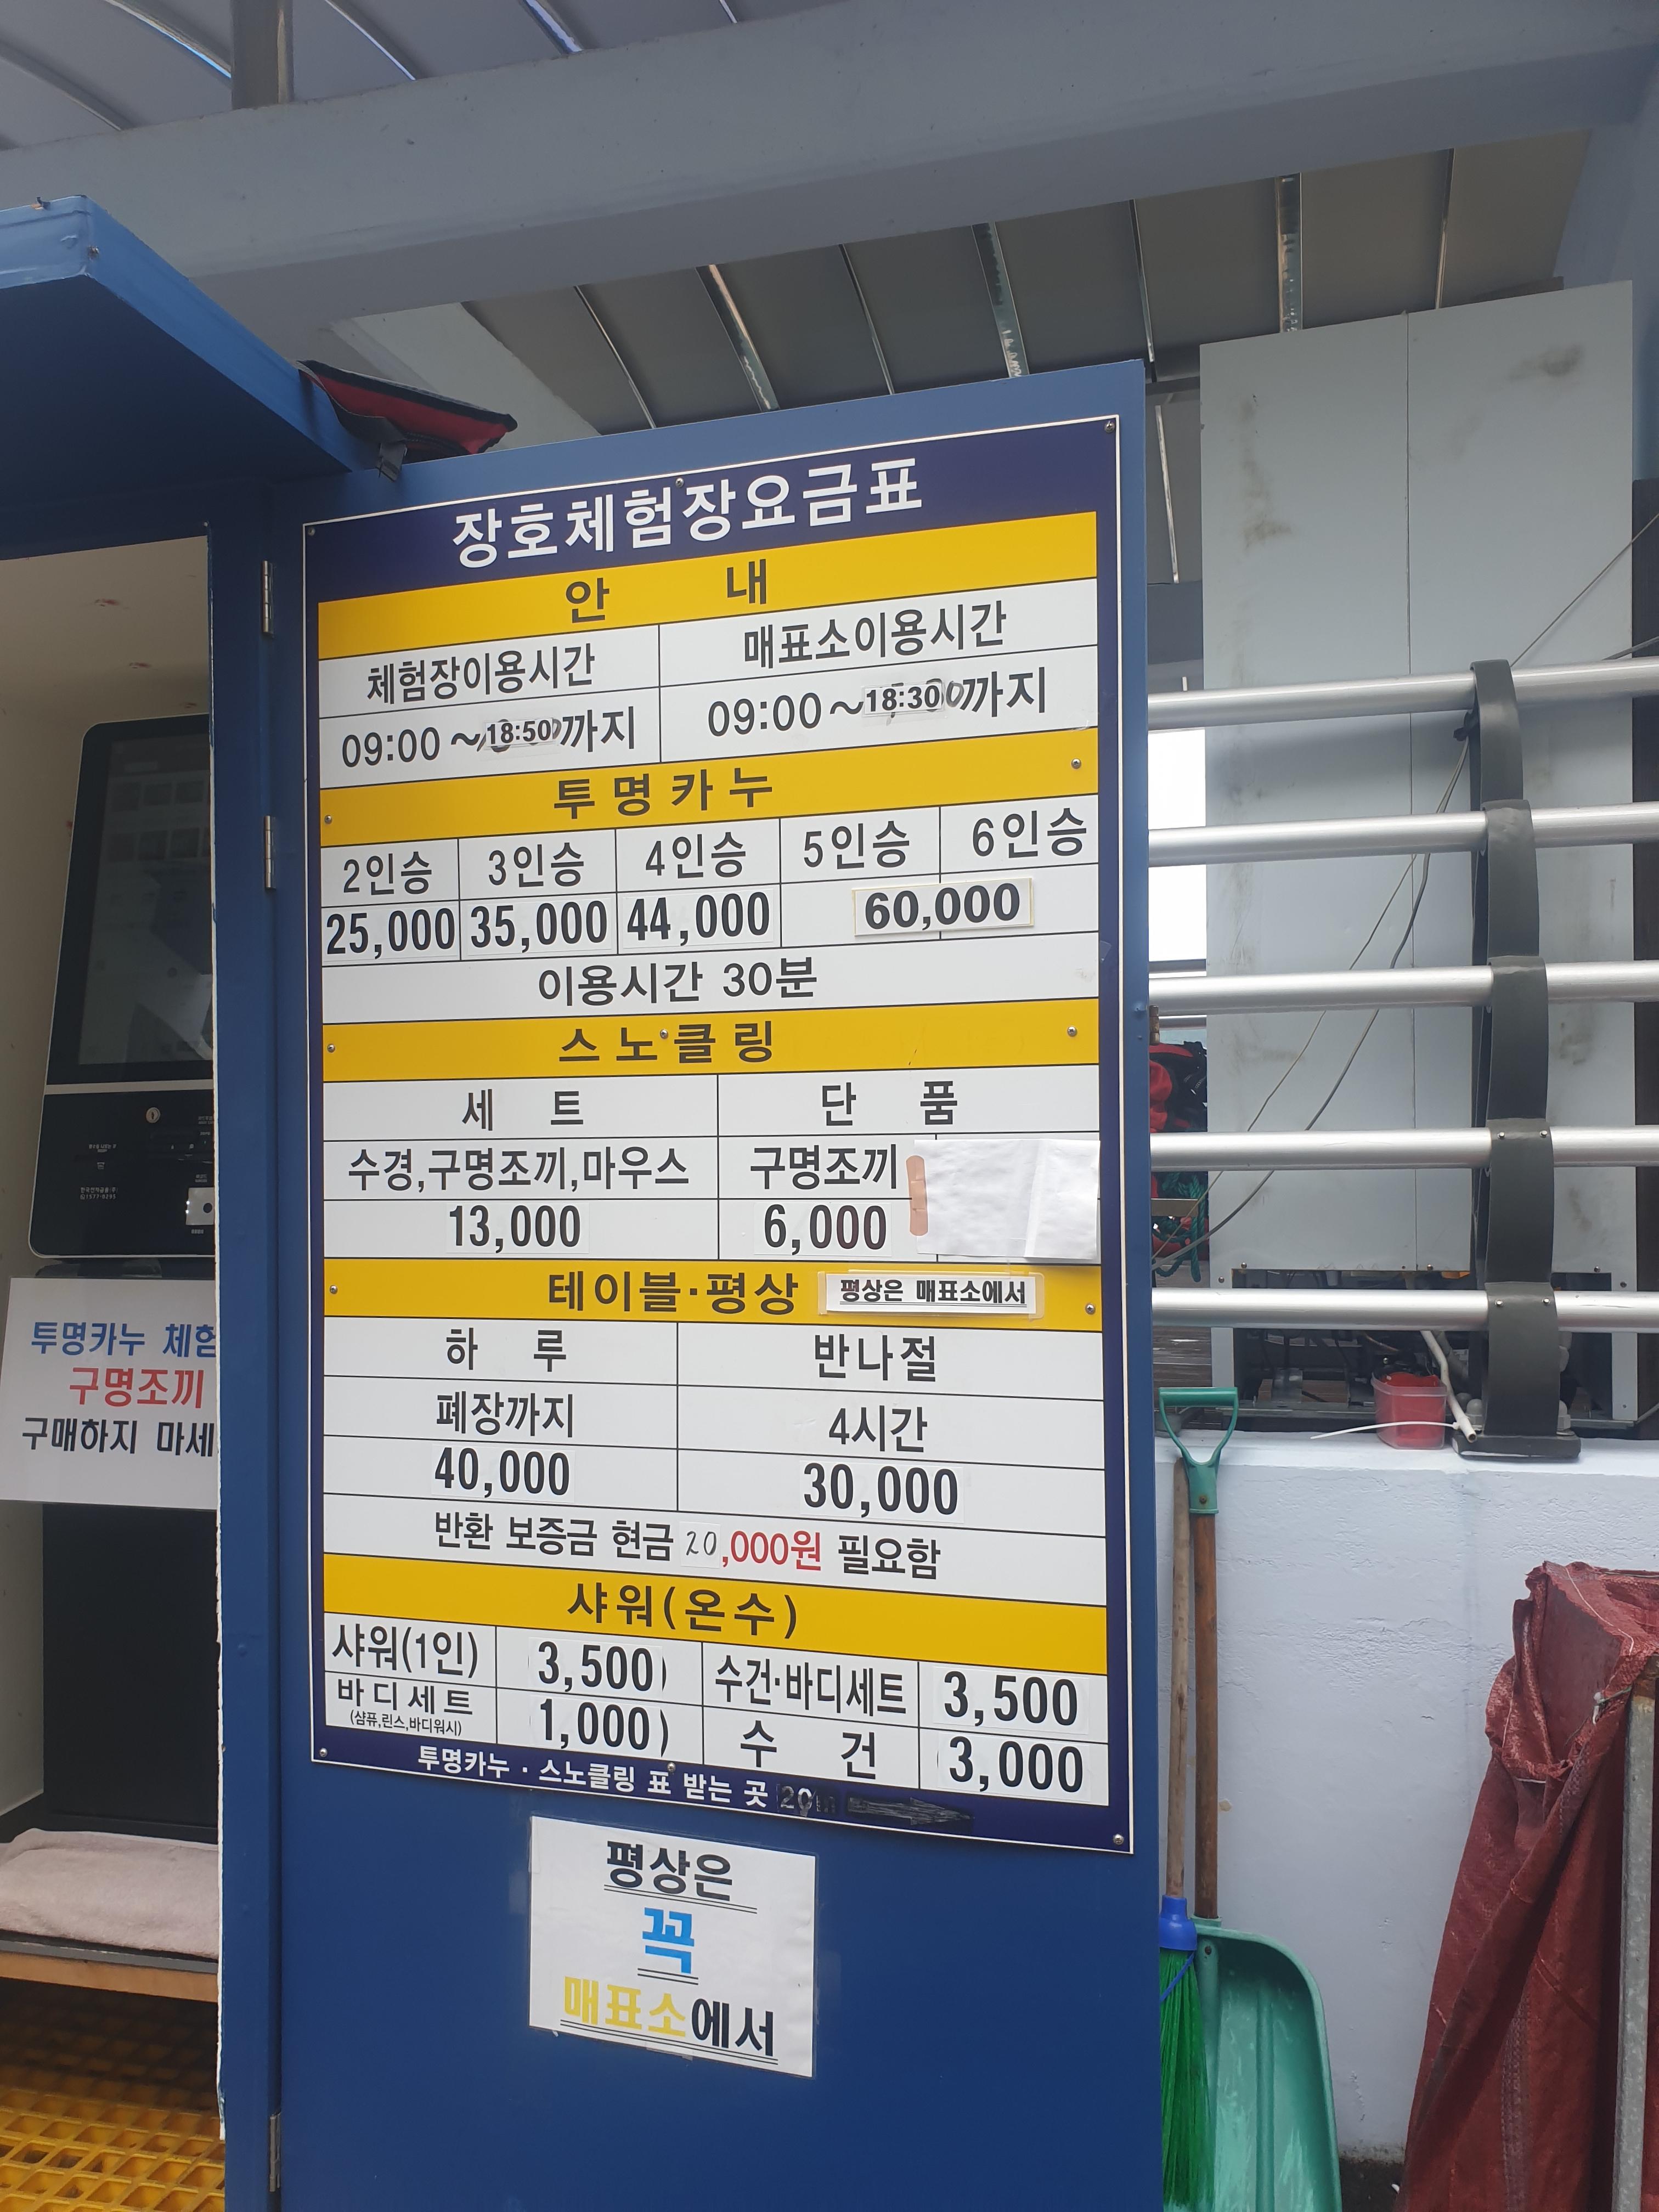 장호체험장요금표
안 내
체험장이용시간 매표소이용시간
09:00~18:50까지 09:00~18:30까지
투명카누
2인승 3인승 4인승 5인승 6인승
25,000 35,000 44,000 60,000
이용시간 30분
스노클링
세 트 단 품
수경,구명조끼,마우스 구명조끼
13,000 6,000
테이블·평상 평상은 매표소에서
하 루 반나절
폐장까지 4시간
40,000 30,000
반환 보증금 현금 20,000원 필요함
샤워(온수)
샤워(1인) 3,500) 수건·바디세트 3,500
바디세트 (샴퓨,린스,바디워시) 1,000) 수 건 3,000
투명카누 · 스노클링 표 받는 곳
평상은
꼭
매표소에서
투명카누 체험
구명조끼
구매하지 마세